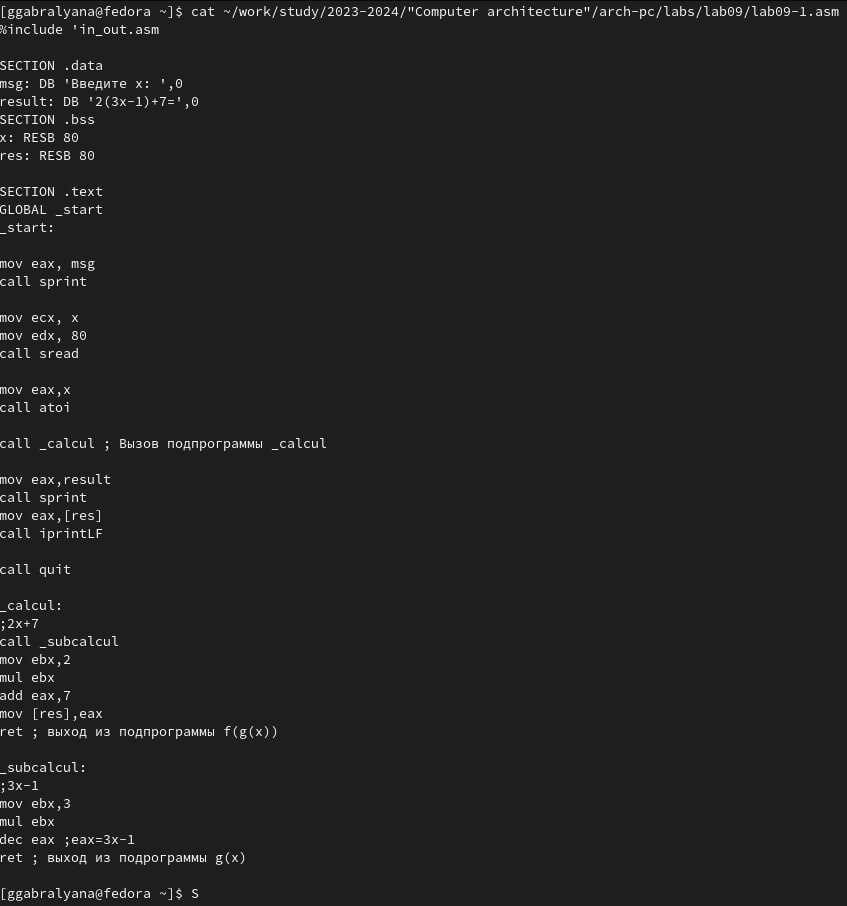 [ggabralyana@fedora ~]$ cat ~/work/study/2023-2024/"Computer architecture"/arch-pc/labs/lab09/lab09-1.asm
%include 'in_out.asm

SECTION .data
msg: DB 'Введите x: ',0
result: DB '2(3x-1)+7=',0
SECTION .bss
x: RESB 80
res: RESB 80

SECTION .text
GLOBAL _start
_start:

mov eax, msg
call sprint

mov ecx, x
mov edx, 80
call sread

mov eax,x
call atoi

call _calcul ; Вызов подпрограммы _calcul

mov eax,result
call sprint
mov eax,[res]
call iprintLF

call quit

_calcul:
;2x+7
call _subcalcul
mov ebx,2
mul ebx
add eax,7
mov [res],eax
ret ; выход из подпрограммы f(g(x))

_subcalcul:
;3x-1
mov ebx,3
mul ebx
dec eax ;eax=3x-1
ret ; выход из подрограммы g(x)

[ggabralyana@fedora ~]$ S